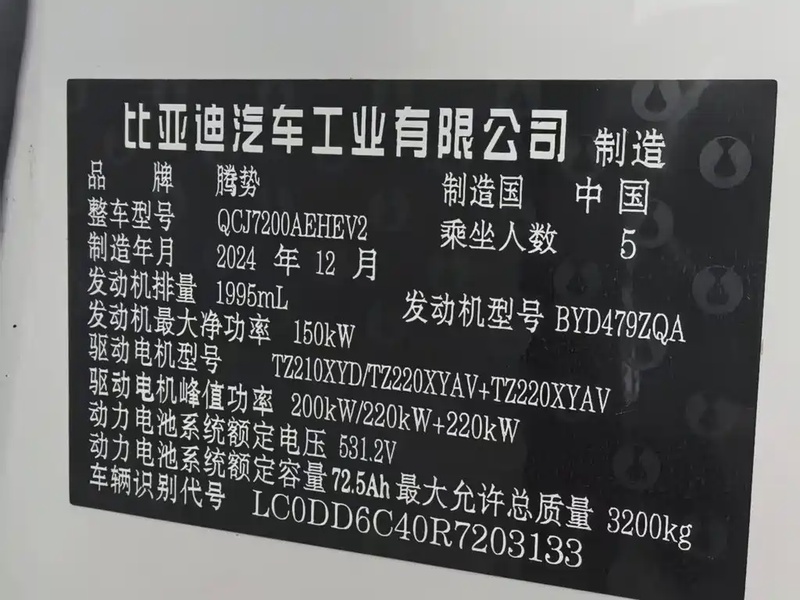 比亚迪汽车工业有限公司 制造
品 牌 腾势 制造国 中国
整车型号 QCJ7200AEHEV2 乘坐人数 5
制造年月 2024 年 12 月
发动机排量 1995mL 发动机型号 BYD479ZQA
发动机最大净功率 150kW
驱动电机型号 TZ210XYD/TZ220XYAV+TZ220XYAV
驱动电机峰值功率 200kW/220kW+220kW
动力电池系统额定电压 531.2V
动力电池系统额定容量 72.5Ah 最大允许总质量 3200kg
车辆识别代号 LC0DD6C40R7203133